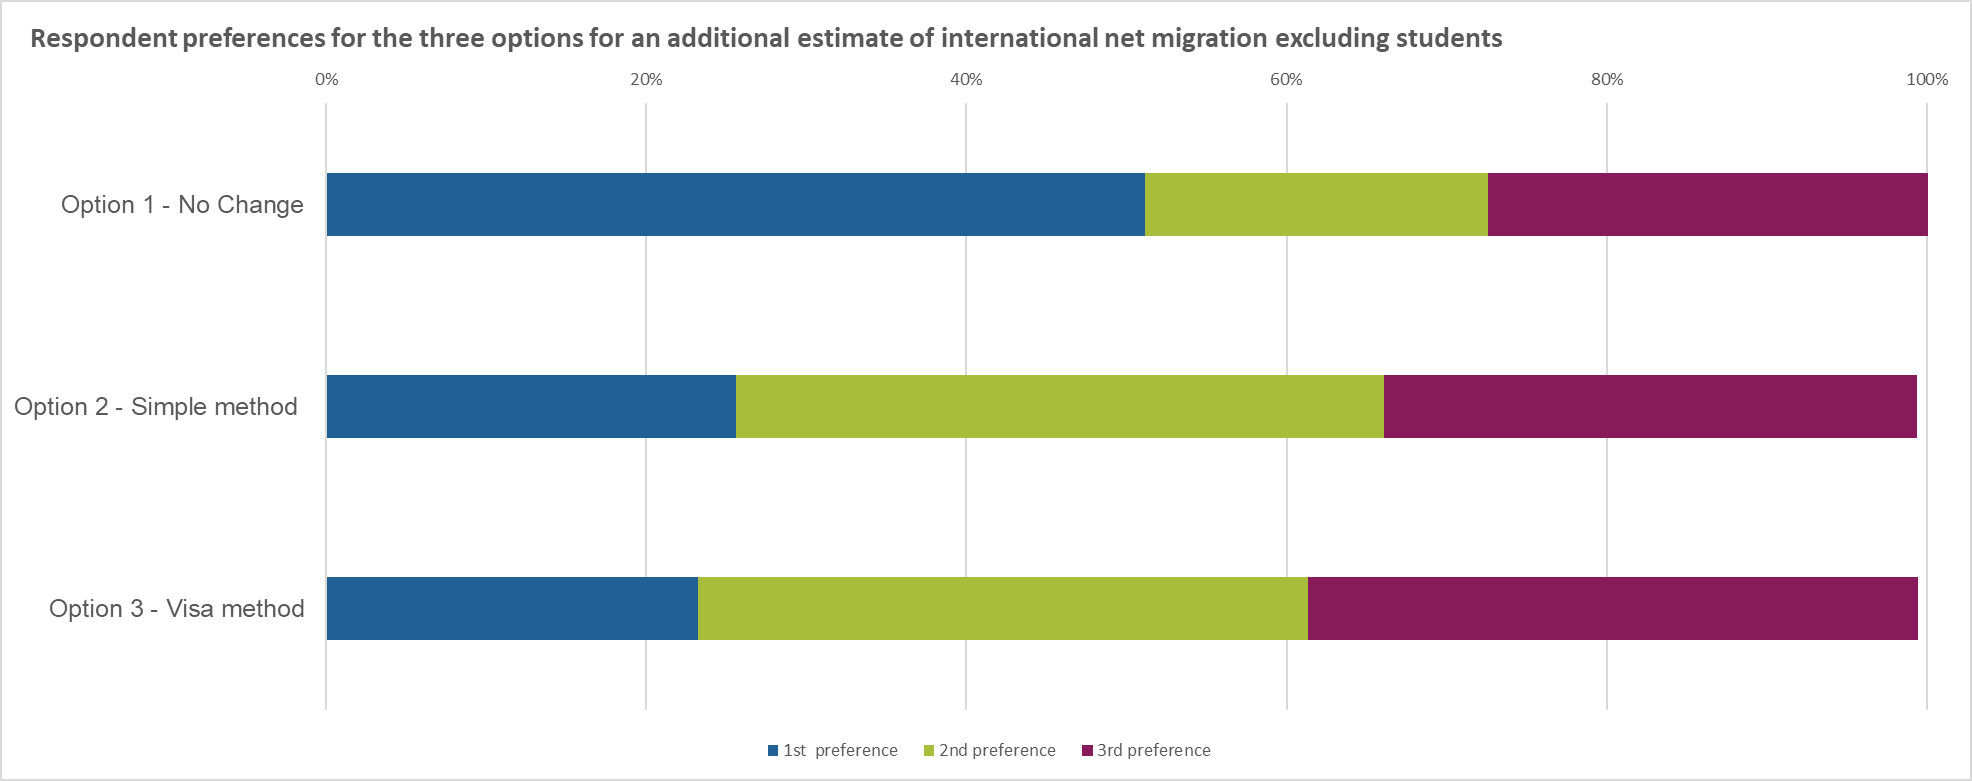 Respondent preferences for the three options for an additional estimate of international net migration excluding students
0% 20% 40% 60% 80% 100%
Option 1 - No Change
Option 2 - Simple method
Option 3 - Visa method
1st preference 2nd preference 3rd preference